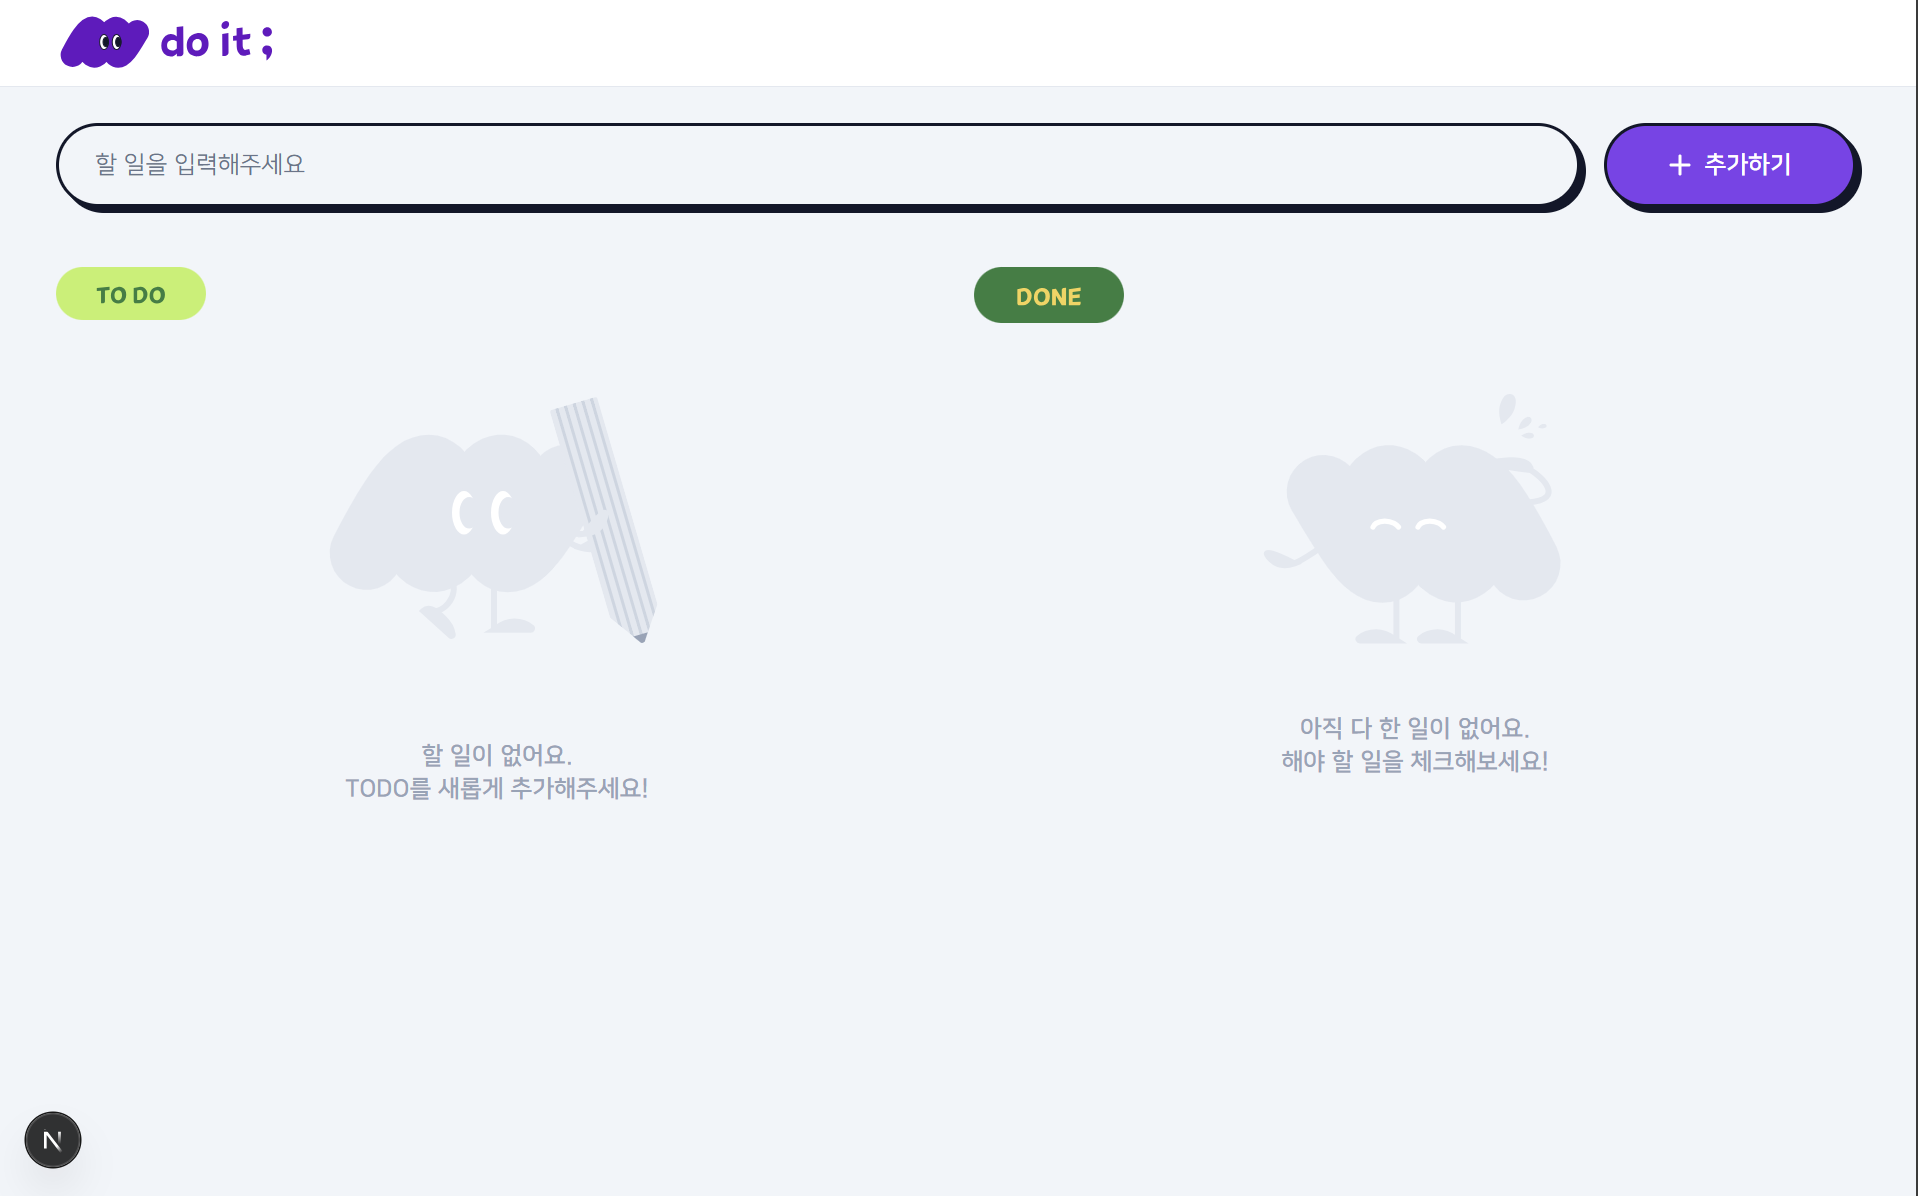 do it ;
할 일을 입력해주세요
+ 추가하기
TO DO
DONE
할 일이 없어요.
TODO를 새롭게 추가해주세요!
아직 다 한 일이 없어요.
해야 할 일을 체크해보세요!
N